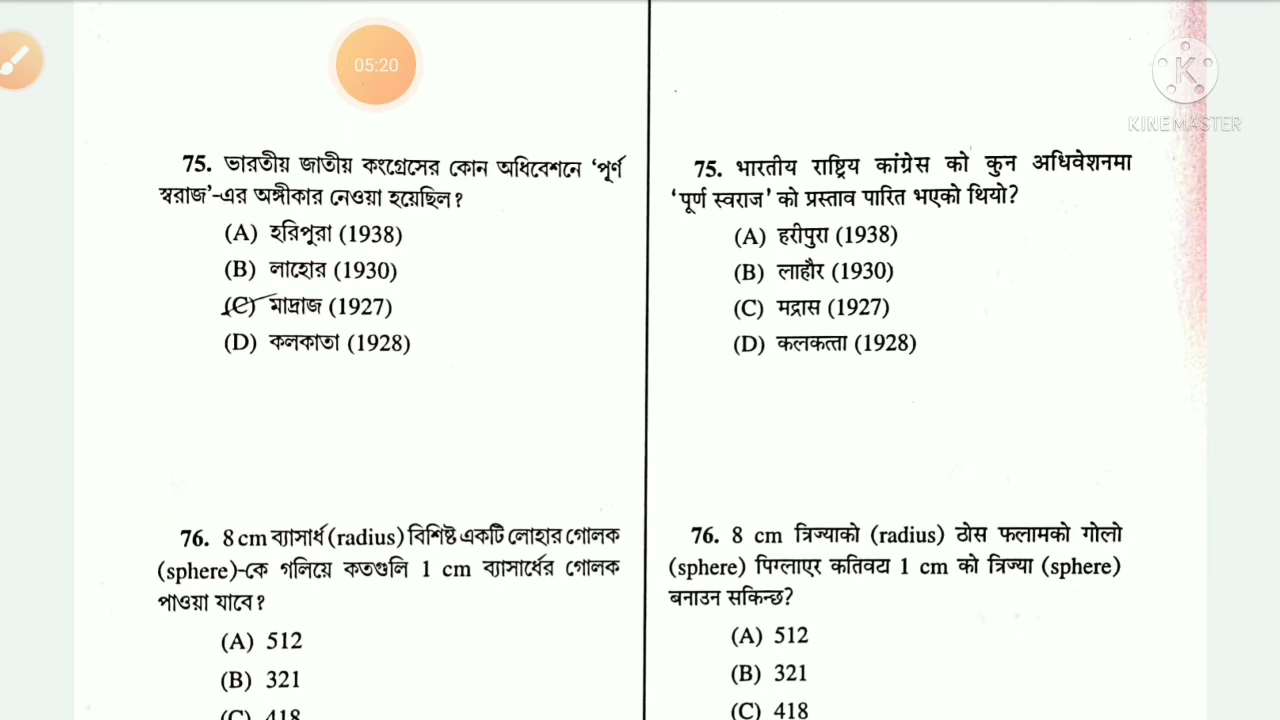 05:20
KINEMASTER
75. ভারতীয় জাতীয় কংগ্রেসের কোন অধিবেশনে ‘পূর্ণ
স্বরাজ’-এর অঙ্গীকার নেওয়া হয়েছিল?
(A) হরিপুরা (1938)
(B) লাহোর (1930)
(C) মাদ্রাজ (1927)
(D) কলকাতা (1928)
76. 8 cm ব্যাসার্ধ (radius) বিশিষ্ট একটি লোহার গোলক
(sphere)-কে গলিয়ে কতগুলি 1 cm ব্যাসার্ধের গোলক
পাওয়া যাবে?
(A) 512
(B) 321
(C) 418
75. भारतीय राष्ट्रिय कांग्रेस को कुन अधिवेशनमा
‘पूर्ण स्वराज’ को प्रस्ताव पारित भएको थियो?
(A) हरीपुरा (1938)
(B) लाहौर (1930)
(C) मद्रास (1927)
(D) कलकत्ता (1928)
76. 8 cm त्रिज्याको (radius) ठोस फलामको गोलो
(sphere) पिग्लाएर कतिवटा 1 cm को त्रिज्या (sphere)
बनाउन सकिन्छ?
(A) 512
(B) 321
(C) 418